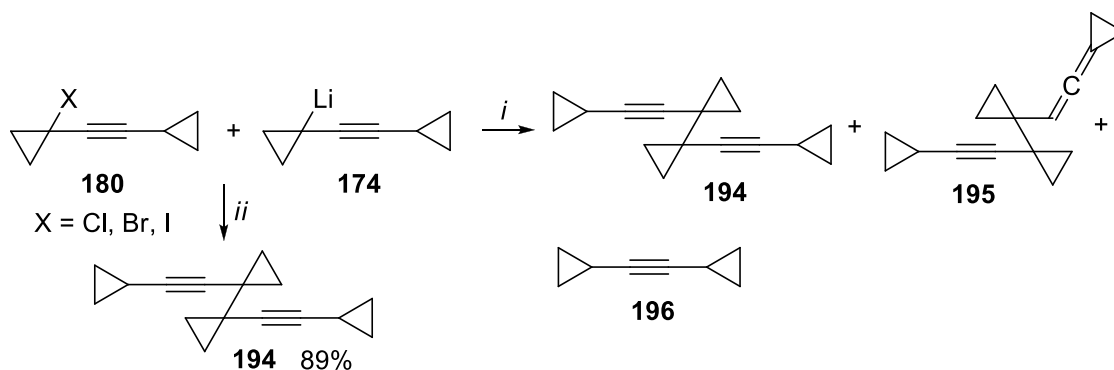 X
Li
+
i
+
+
180
174
194
C
195
X = Cl, Br, I
ii
196
194 89%